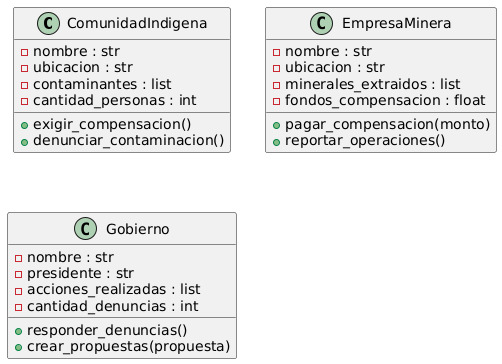 C ComunidadIndigena
nombre : str
ubicacion : str
contaminantes : list
cantidad_personas : int
exigir_compensacion()
denunciar_contaminacion()
C EmpresaMinera
nombre : str
ubicacion : str
minerales_extraidos : list
fondos_compensacion : float
pagar_compensacion(monto)
reportar_operaciones()
C Gobierno
nombre : str
presidente : str
acciones_realizadas : list
cantidad_denuncias : int
responder_denuncias()
crear_propuestas(propuesta)